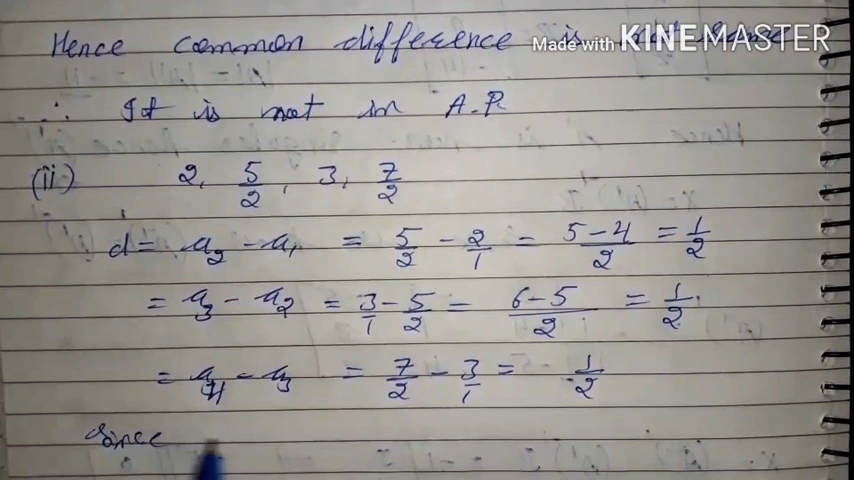 Hence common difference is not same
Made with KINEMASTER
∴ It is not in A.P.
(ii) 2, 5/2, 3, 7/2
d = a₂ - a₁ = 5/2 - 2/1 = 5-4/2 = 1/2
= a₃ - a₂ = 3/1 - 5/2 = 6-5/2 = 1/2
= a₄ - a₃ = 7/2 - 3/1 = 1/2
Since